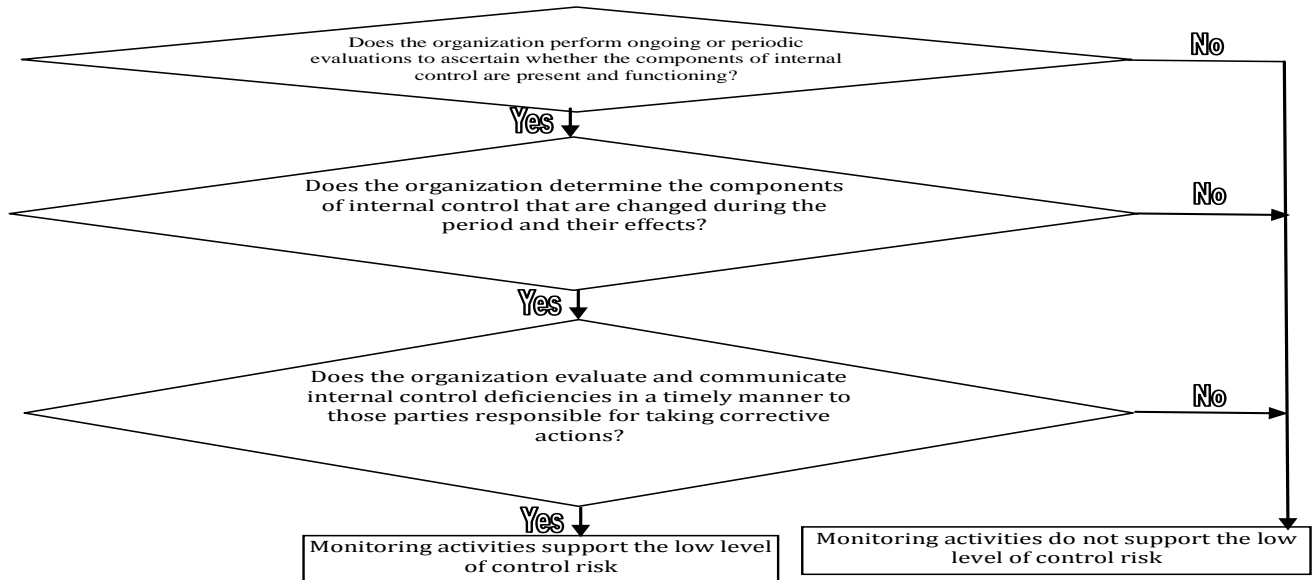 Does the organization perform ongoing or periodic
evaluations to ascertain whether the components of internal
control are present and functioning?
No
Yes
Does the organization determine the components
of internal control that are changed during the
period and their effects?
No
Yes
Does the organization evaluate and communicate
internal control deficiencies in a timely manner to
those parties responsible for taking corrective
actions?
No
Yes
Monitoring activities support the low level
of control risk
Monitoring activities do not support the low
level of control risk